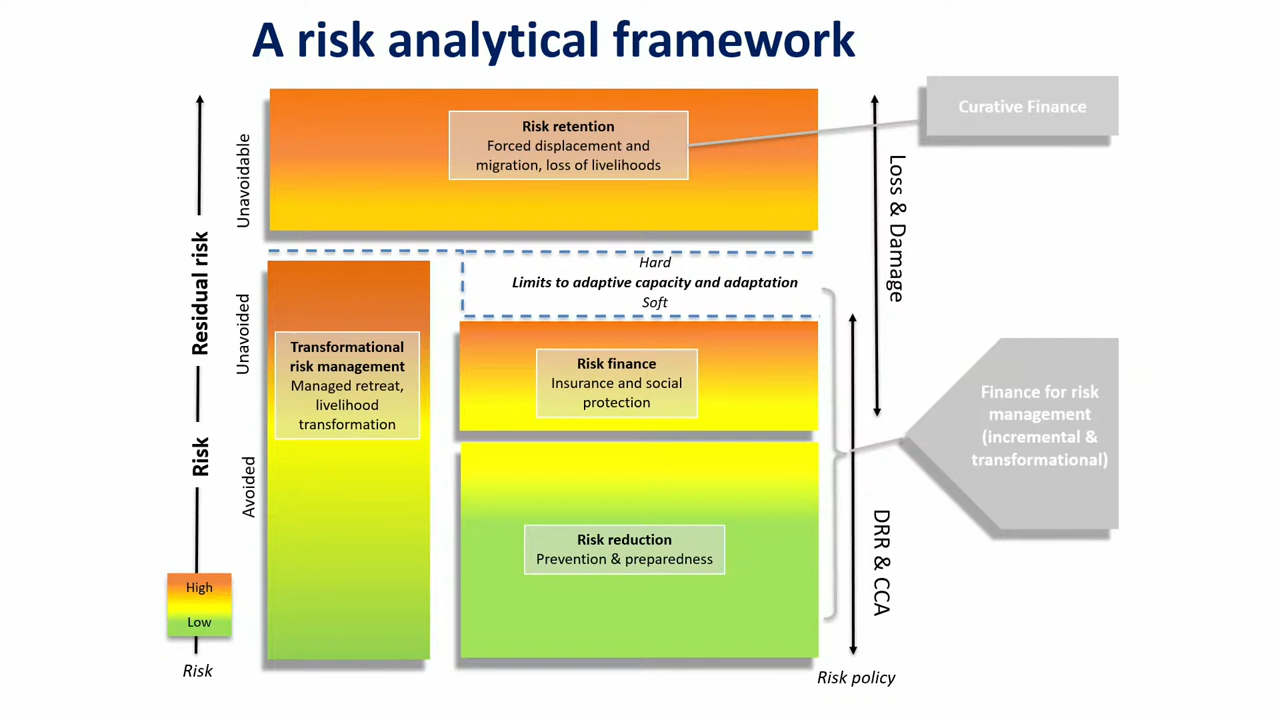 A risk analytical framework
Residual risk
Risk
High
Low
Risk
Unavoidable
Unavoided
Avoided
Risk retention
Forced displacement and
migration, loss of livelihoods
Hard
Limits to adaptive capacity and adaptation
Soft
Transformational
risk management
Managed retreat,
livelihood
transformation
Risk finance
Insurance and social
protection
Risk reduction
Prevention & preparedness
Loss & Damage
DRR & CCA
Risk policy
Curative Finance
Finance for risk
management
(incremental &
transformational)